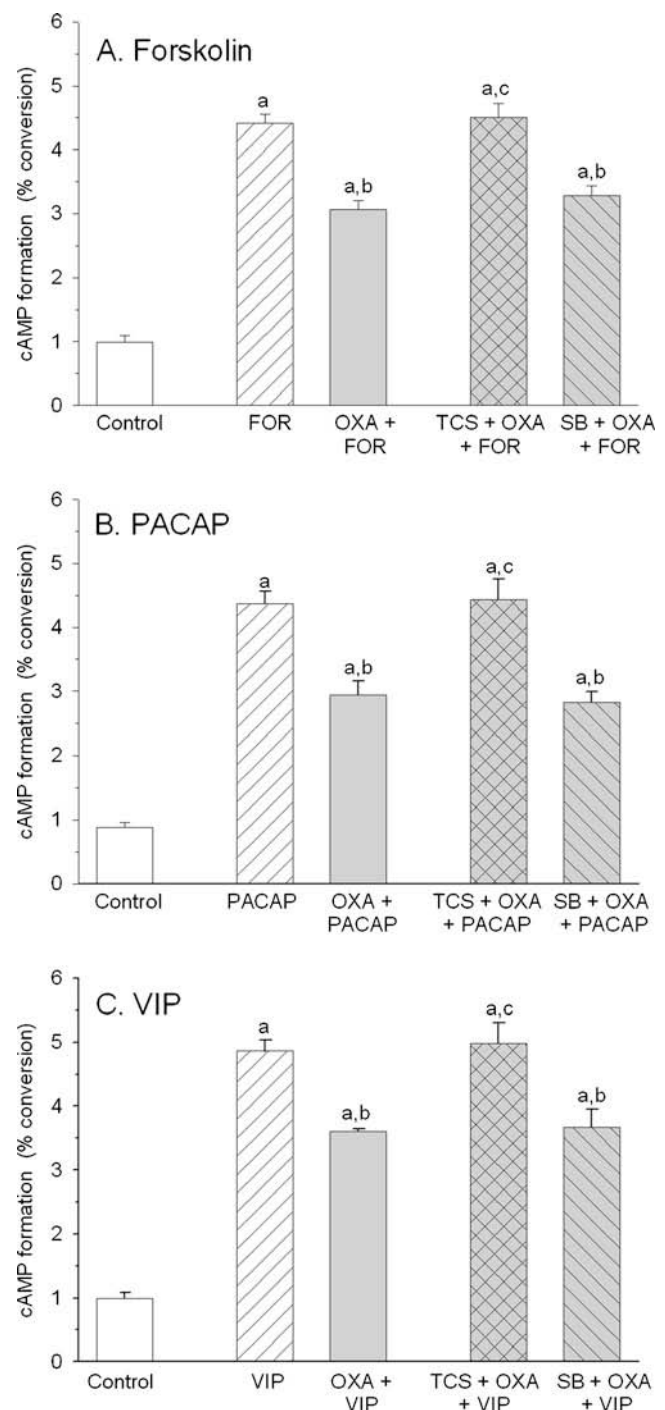 A. Forskolin
cAMP formation (% conversion)
6
5
4
3
2
1
0
a
a,b
a,c
a,b
Control
FOR
OXA +
FOR
TCS + OXA
+ FOR
SB + OXA
+ FOR
B. PACAP
cAMP formation (% conversion)
6
5
4
3
2
1
0
a
a,b
a,c
a,b
Control
PACAP
OXA +
PACAP
TCS + OXA
+ PACAP
SB + OXA
+ PACAP
C. VIP
cAMP formation (% conversion)
6
5
4
3
2
1
0
a
a,b
a,c
a,b
Control
VIP
OXA +
VIP
TCS + OXA
+ VIP
SB + OXA
+ VIP